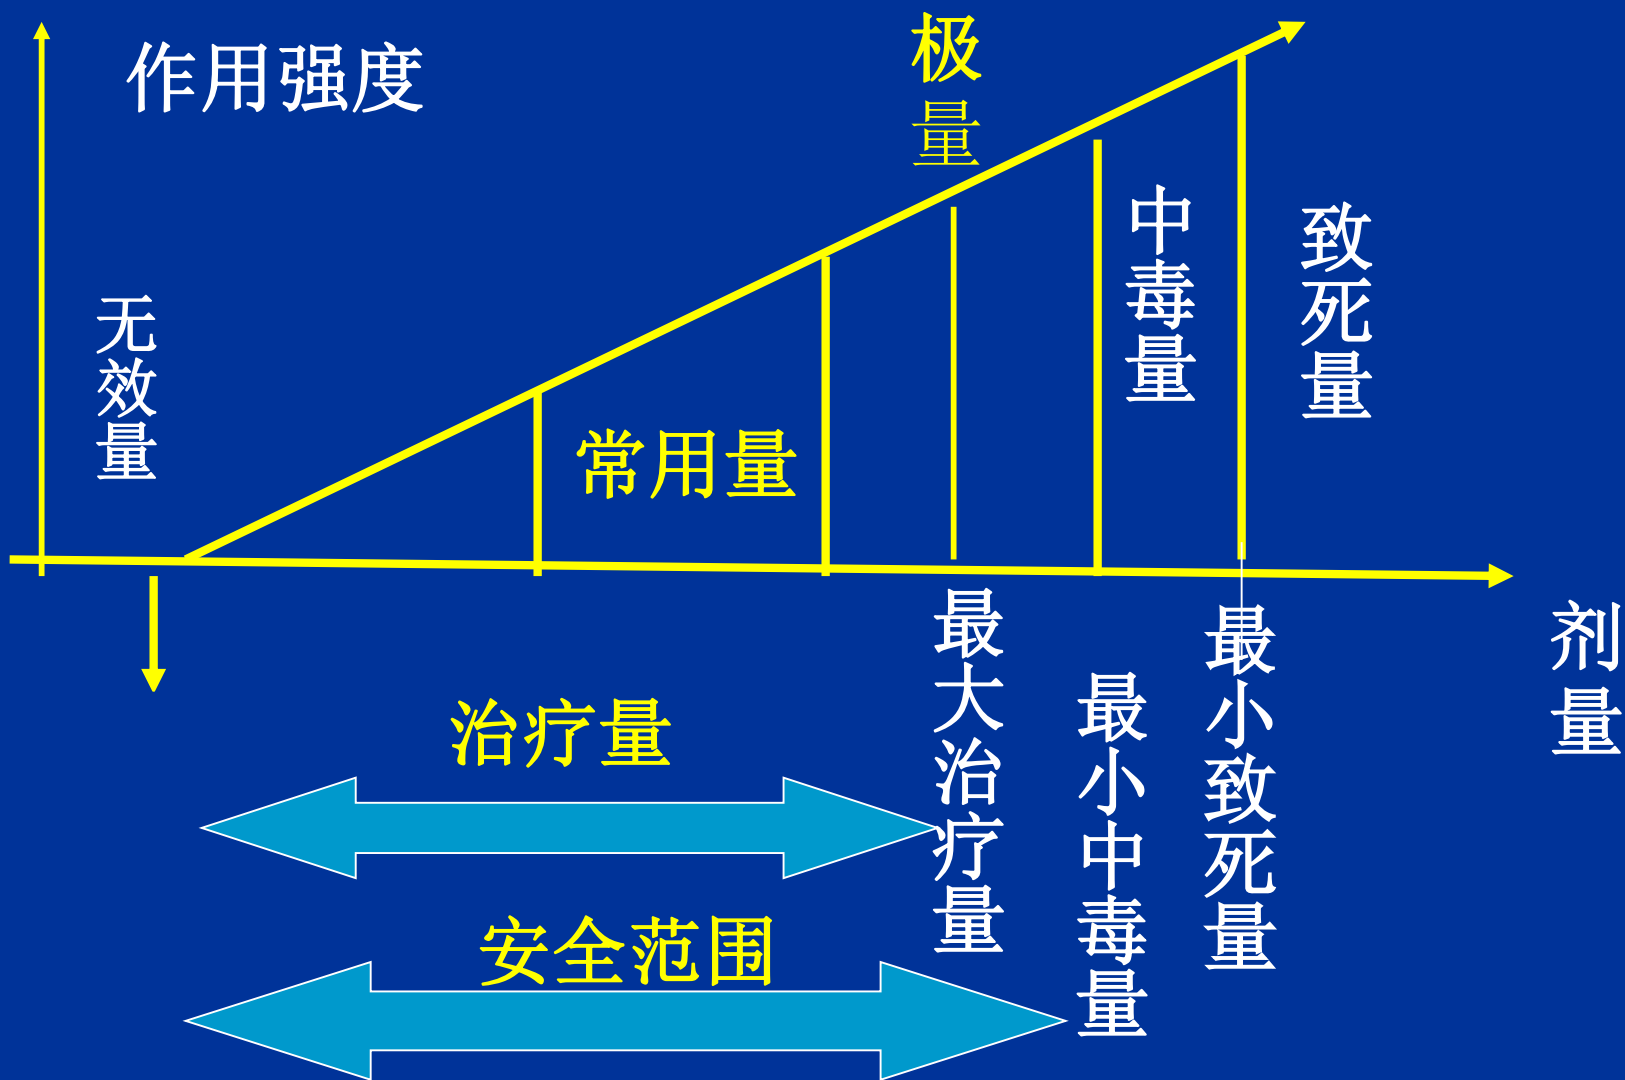 作用强度
极量
无效量
常用量
中毒量
致死量
剂量
治疗量
安全范围
最大治疗量
最小中毒量
最小致死量